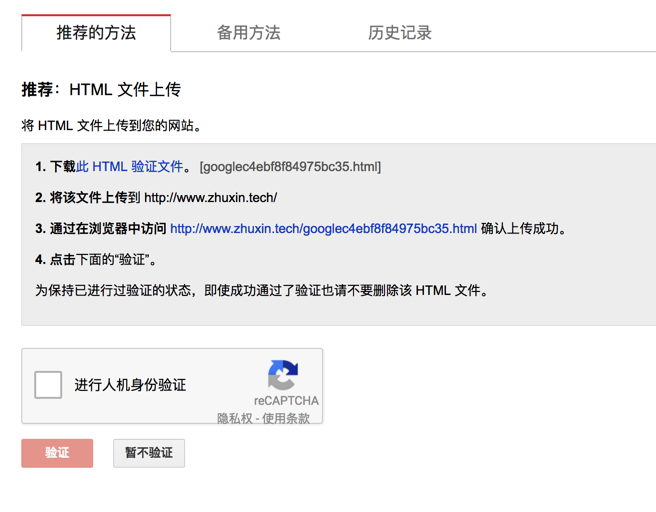 推荐的方法 备用方法 历史记录
推荐：HTML 文件上传
将 HTML 文件上传到您的网站。
1. 下载此 HTML 验证文件。 [googlec4ebf8f84975bc35.html]
2. 将该文件上传到 http://www.zhuxin.tech/
3. 通过在浏览器中访问 http://www.zhuxin.tech/googlec4ebf8f84975bc35.html 确认上传成功。
4. 点击下面的“验证”。
为保持已进行过验证的状态，即使成功通过了验证也请不要删除该 HTML 文件。
进行人机身份验证
reCAPTCHA
隐私权 - 使用条款
验证 暂不验证